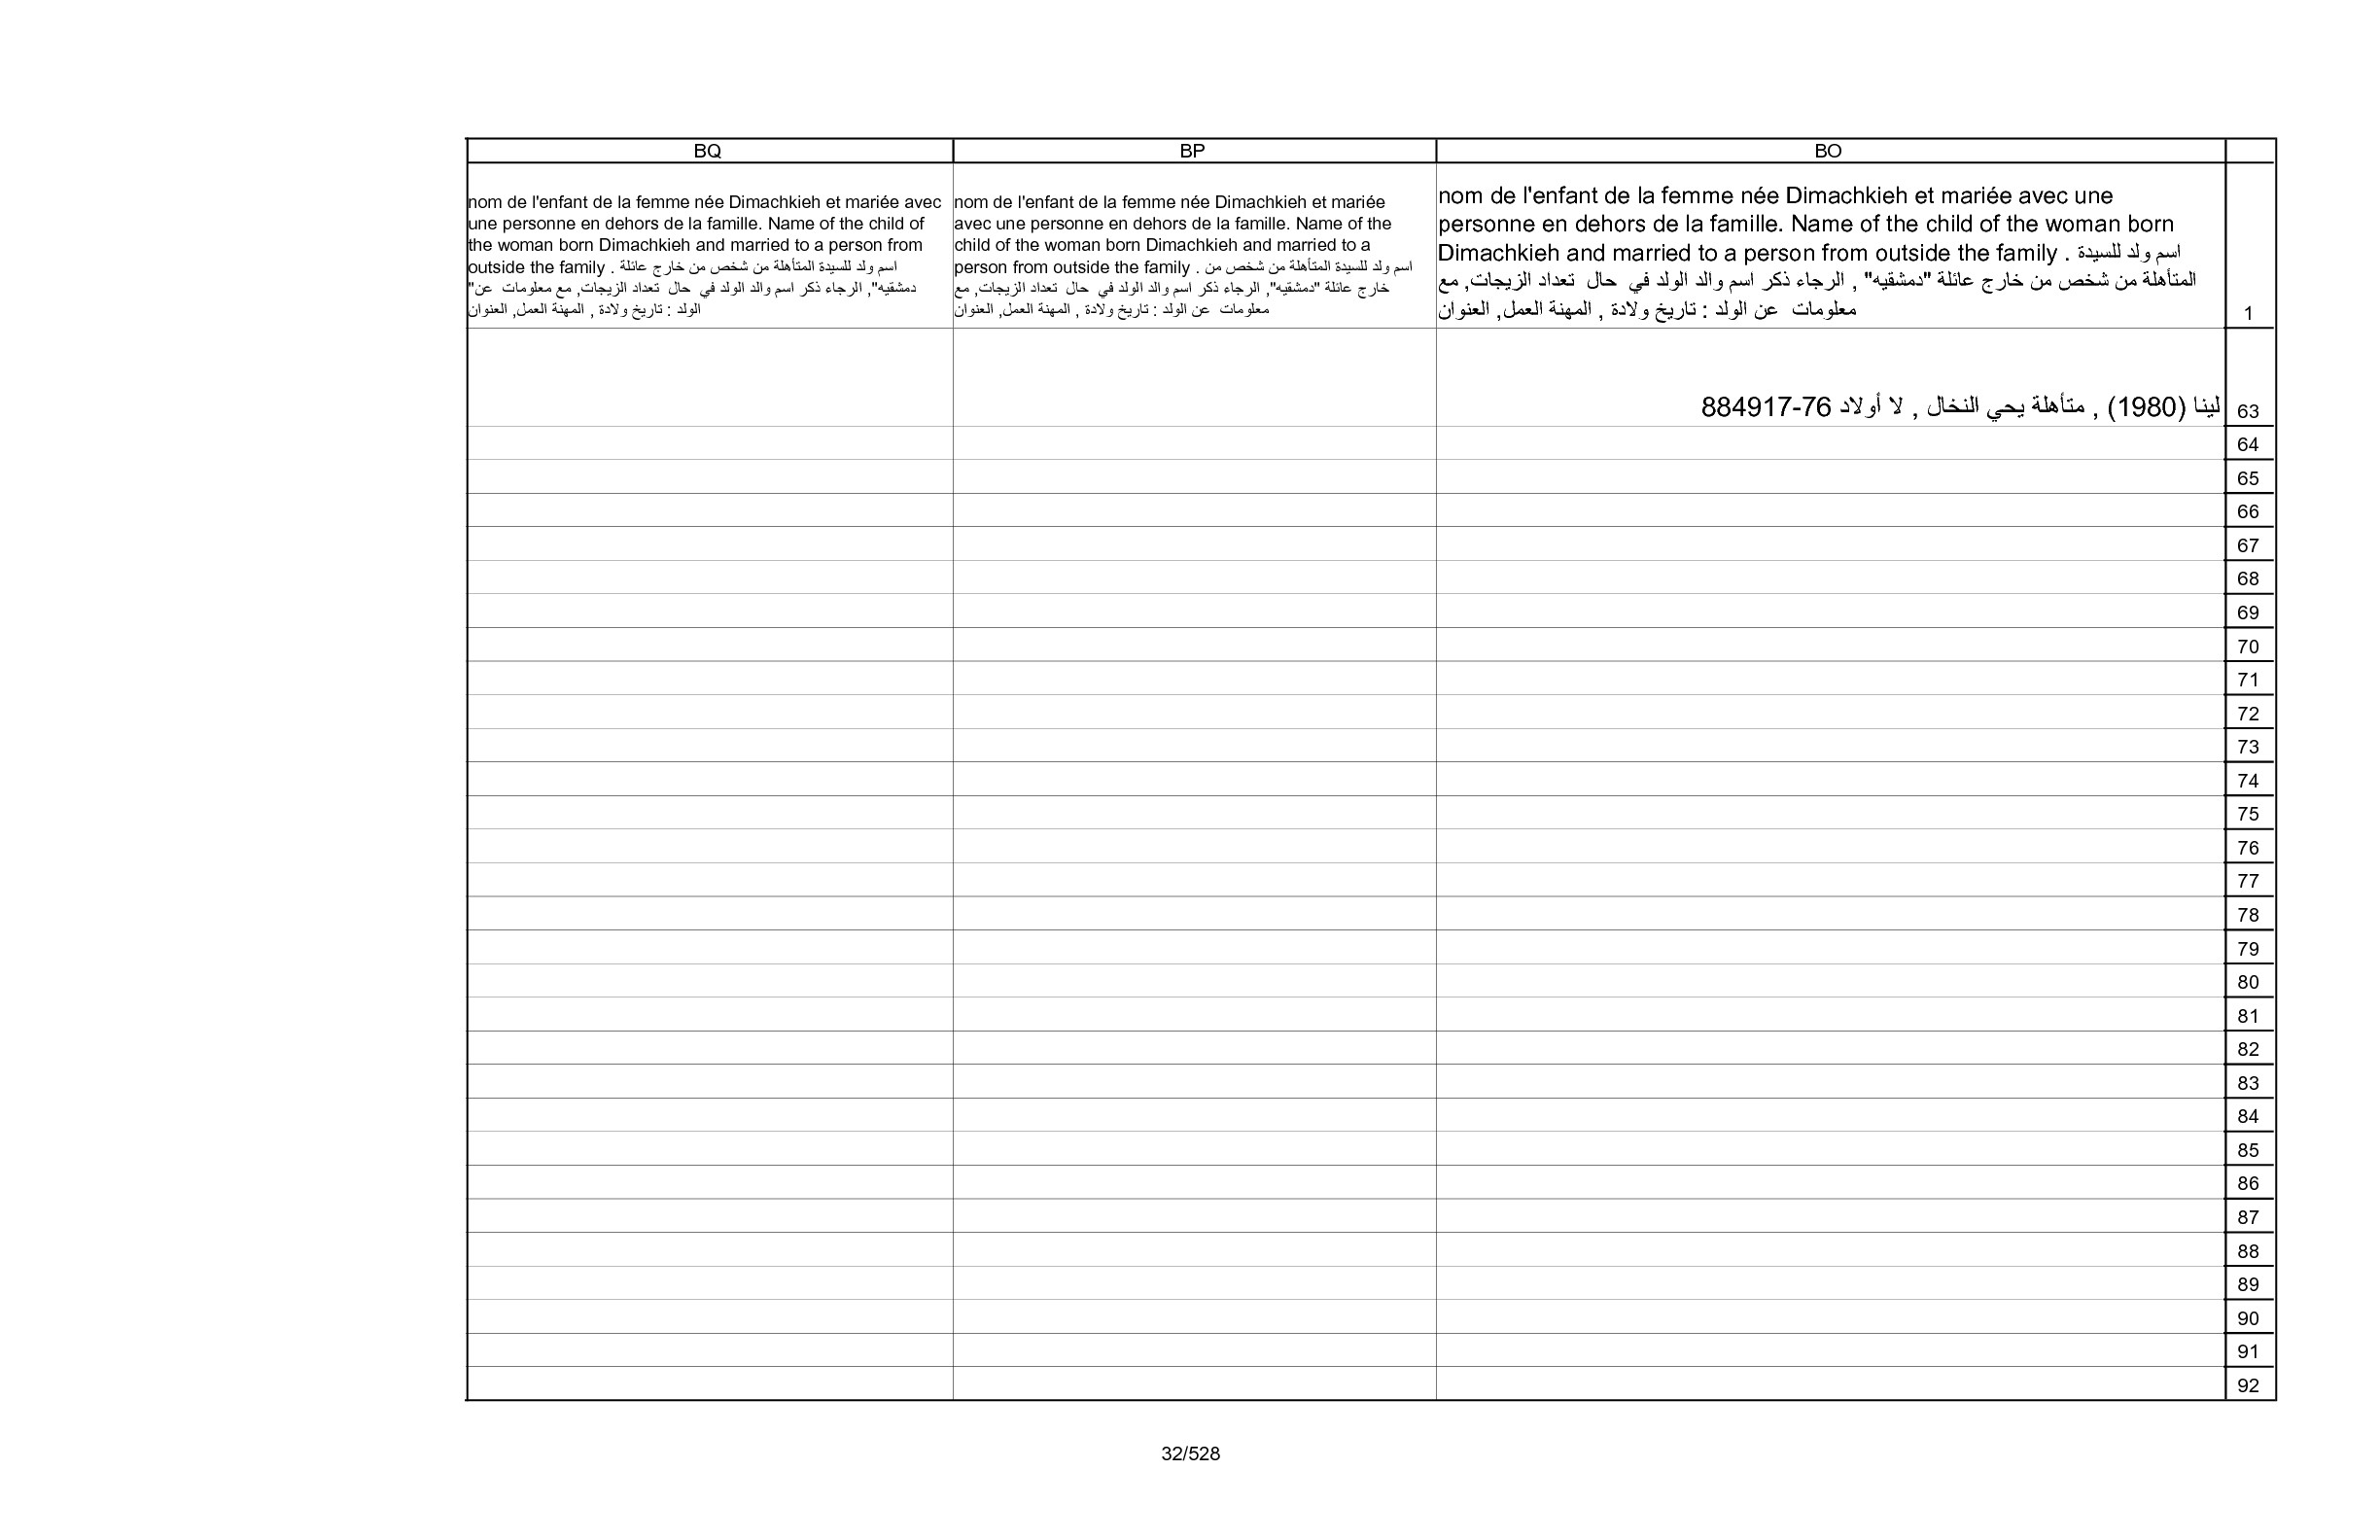 BQ
BP
BO
nom de l'enfant de la femme née Dimachkieh et mariée avec
une personne en dehors de la famille. Name of the child of
the woman born Dimachkieh and married to a person from
outside the family . اسم ولد للسيدة المتأهلة من شخص من خارج عائلة
"دمشقيه", الرجاء ذكر اسم والد الولد في حال تعداد الزيجات, مع معلومات عن
الولد : تاريخ ولادة , المهنة العمل, العنوان
nom de l'enfant de la femme née Dimachkieh et mariée
avec une personne en dehors de la famille. Name of the
child of the woman born Dimachkieh and married to a
person from outside the family . اسم ولد للسيدة المتأهلة من شخص من
خارج عائلة "دمشقيه", الرجاء ذكر اسم والد الولد في حال تعداد الزيجات, مع
معلومات عن الولد : تاريخ ولادة , المهنة العمل, العنوان
nom de l'enfant de la femme née Dimachkieh et mariée avec une
personne en dehors de la famille. Name of the child of the woman born
Dimachkieh and married to a person from outside the family . اسم ولد للسيدة
المتأهلة من شخص من خارج عائلة "دمشقيه" , الرجاء ذكر اسم والد الولد في حال تعداد الزيجات, مع
معلومات عن الولد : تاريخ ولادة , المهنة العمل, العنوان
1
لينا (1980) , متأهلة يحي النخال , لا أولاد 76-884917
63
64
65
66
67
68
69
70
71
72
73
74
75
76
77
78
79
80
81
82
83
84
85
86
87
88
89
90
91
92
32/528